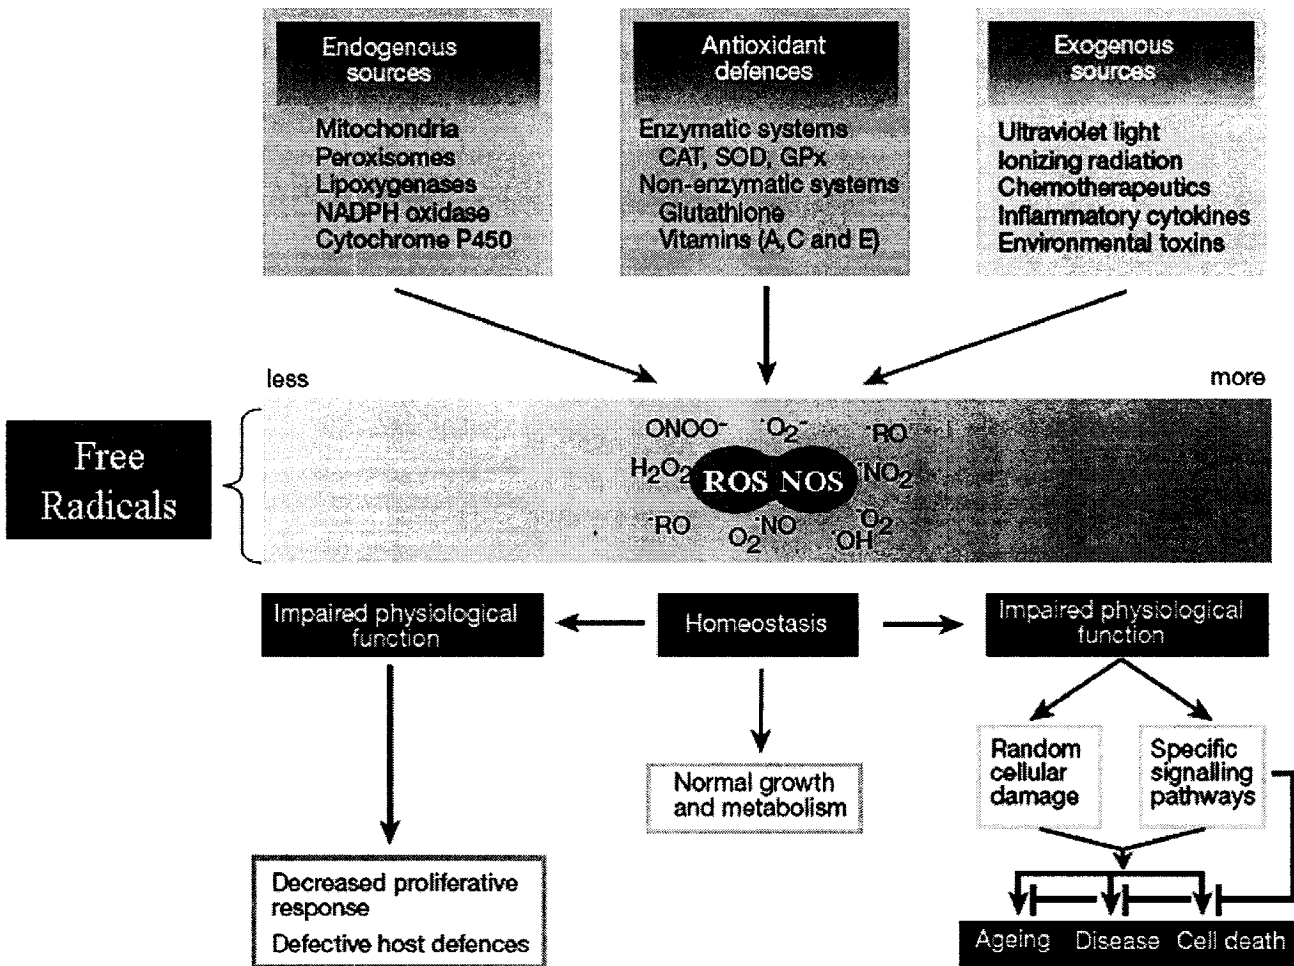 Endogenous
sources
Mitochondria
Peroxisomes
Lipoxygenases
NADPH oxidase
Cytochrome P450
Antioxidant
defences
Enzymatic systems
CAT, SOD, GPx
Non-enzymatic systems
Glutathione
Vitamins (A,C and E)
Exogenous
sources
Ultraviolet light
Ionizing radiation
Chemotherapeutics
Inflammatory cytokines
Environmental toxins
less
more
Free
Radicals
ONOO⁻
˙O₂⁻
˙RO
H₂O₂
ROS NOS
˙NO₂
˙RO
O₂
˙NO
˙OH
˙O₂
Impaired physiological
function
Homeostasis
Impaired physiological
function
Normal growth
and metabolism
Random
cellular
damage
Specific
signalling
pathways
Decreased proliferative
response
Defective host defences
Ageing
Disease
Cell death